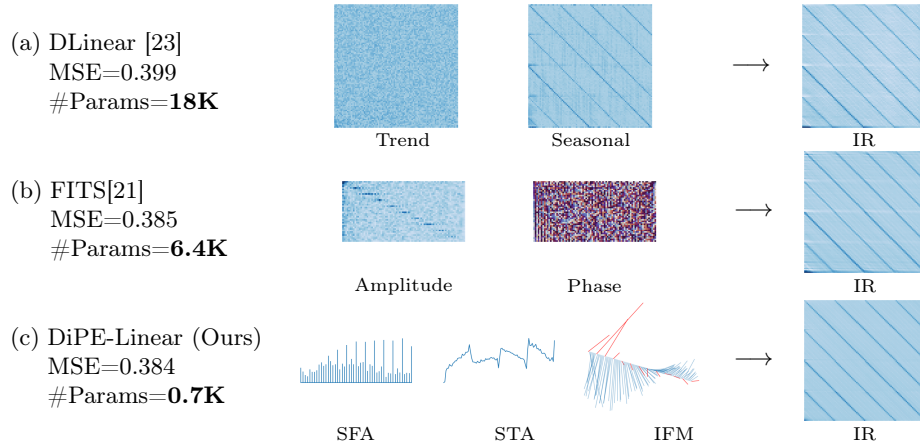 (a) DLinear [23]
MSE=0.399
#Params=18K
Trend
Seasonal
⟶
IR
(b) FITS[21]
MSE=0.385
#Params=6.4K
Amplitude
Phase
⟶
IR
(c) DiPE-Linear (Ours)
MSE=0.384
#Params=0.7K
⟶
SFA
STA
IFM
IR